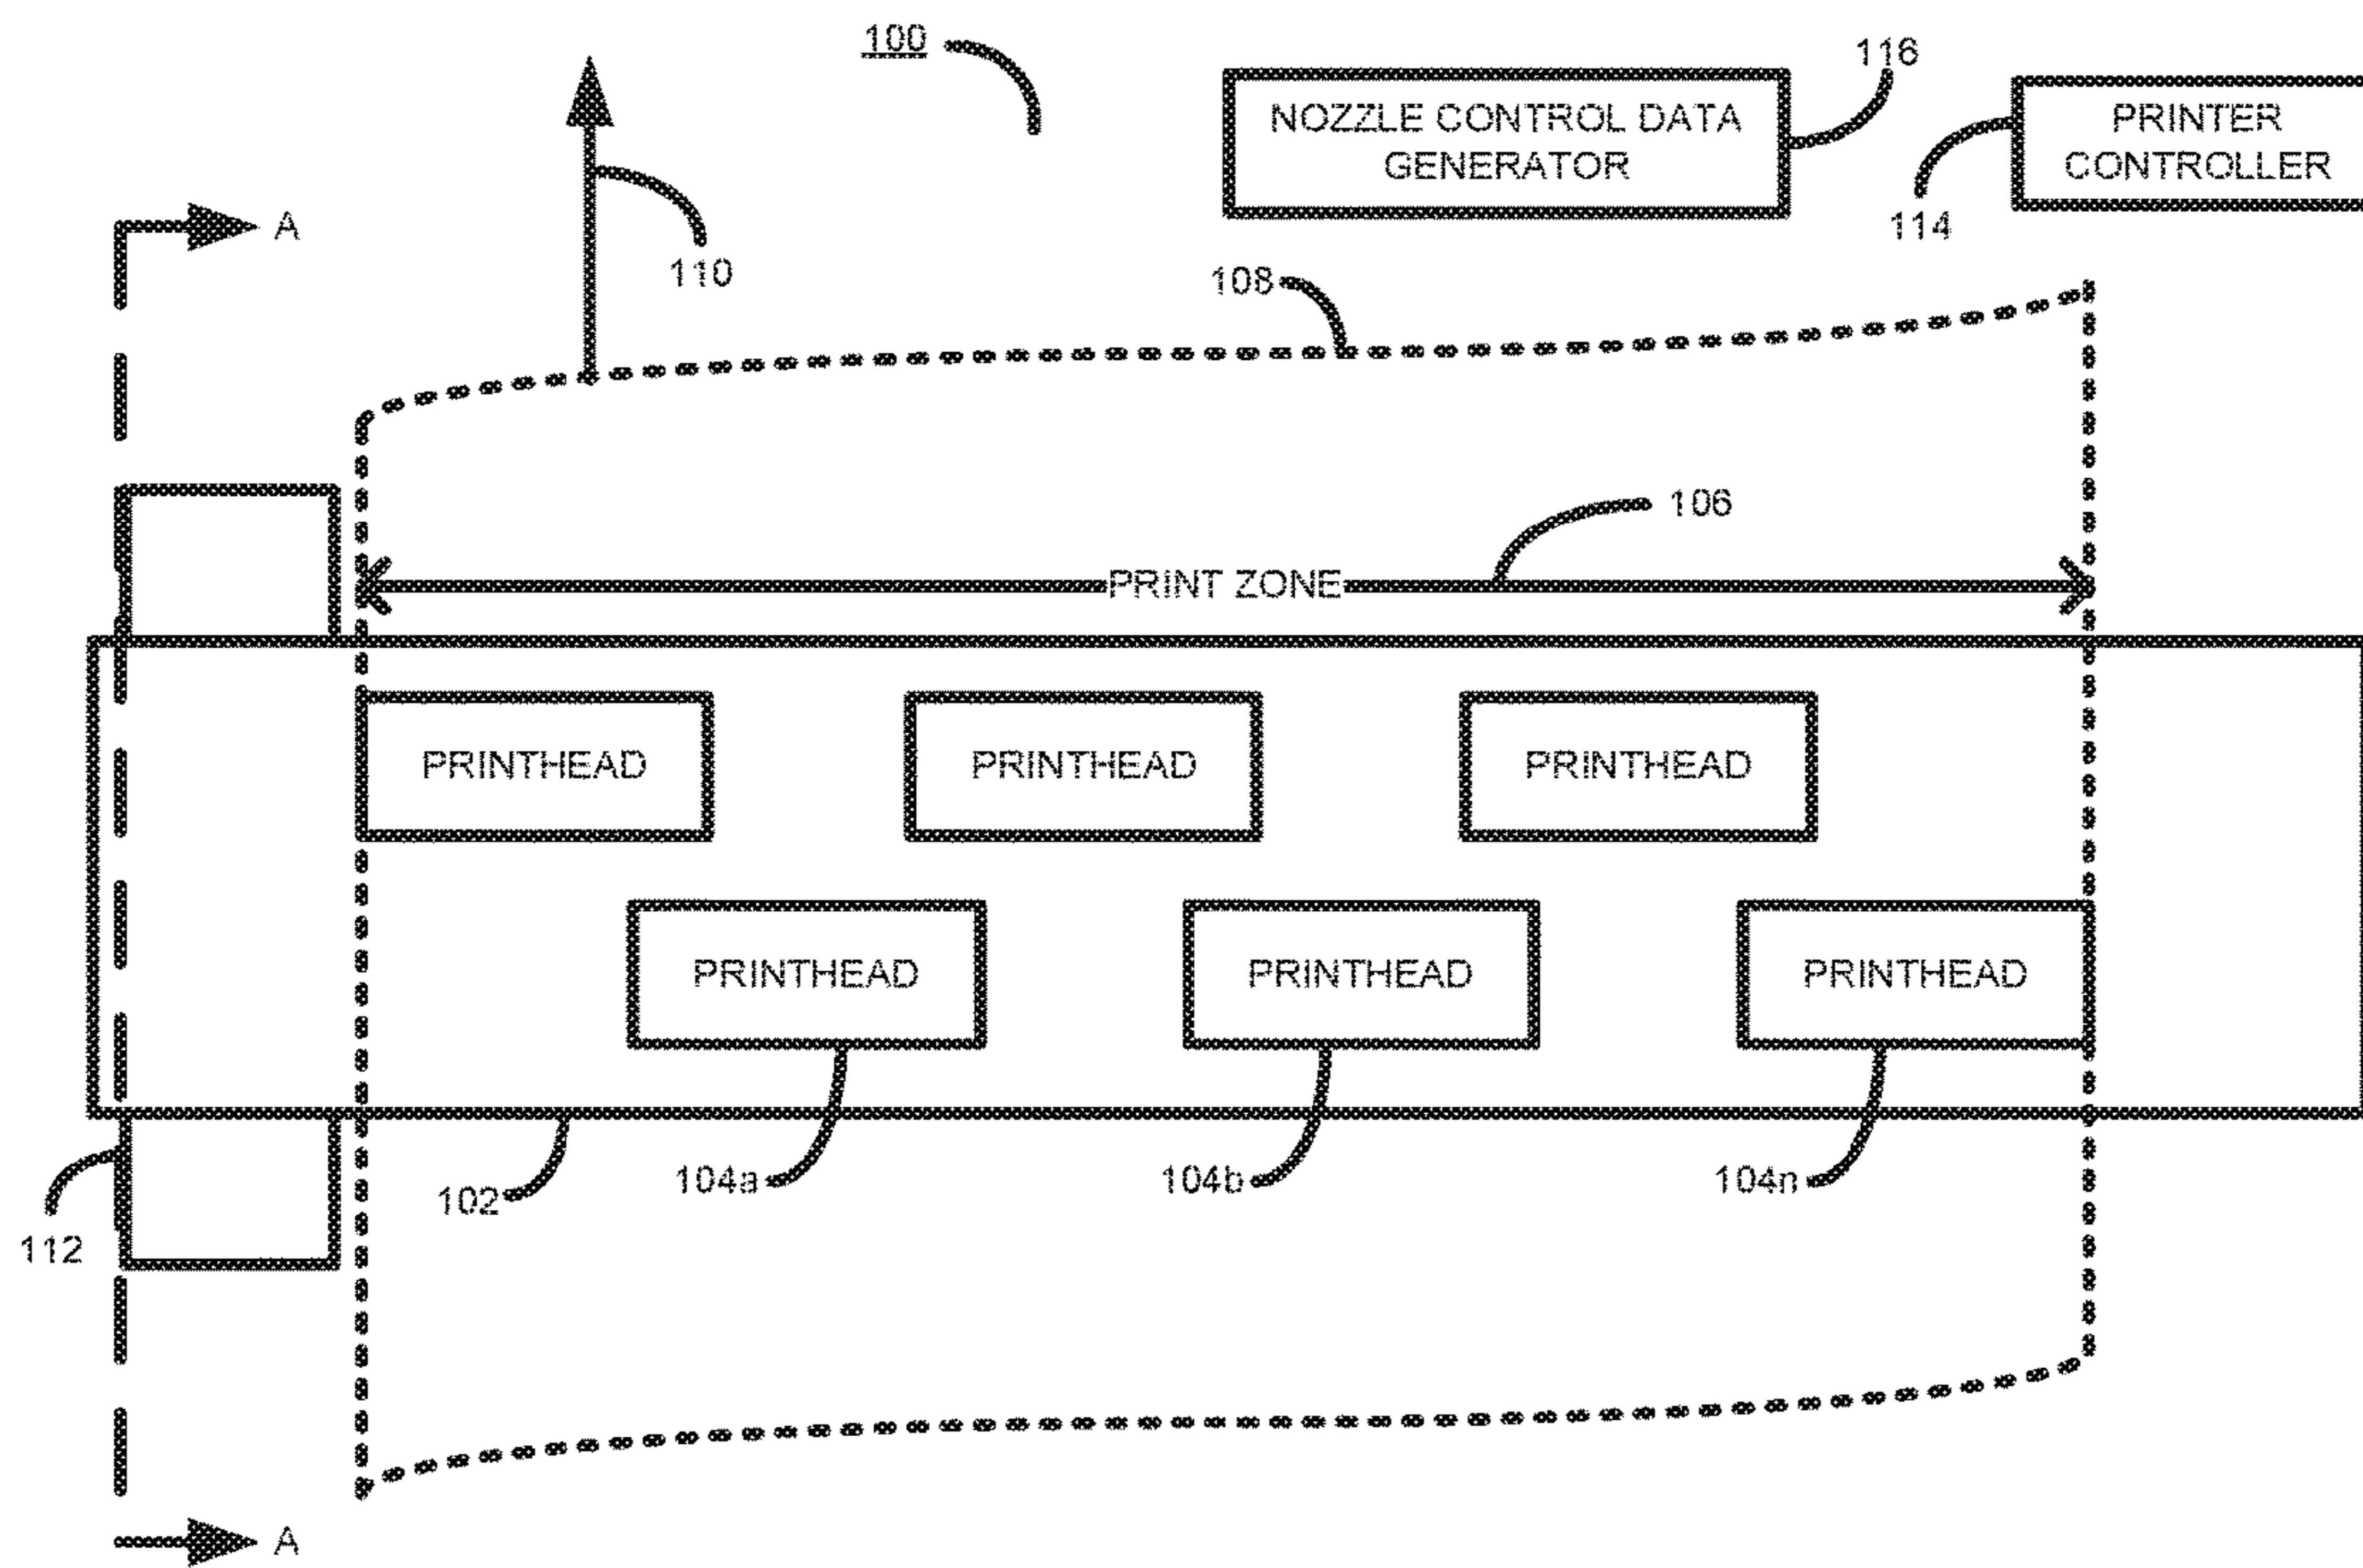 100
116
NOZZLE CONTROL DATA
GENERATOR
PRINTER
CONTROLLER
114
A
110
108
106
PRINT ZONE
PRINTHEAD
PRINTHEAD
PRINTHEAD
PRINTHEAD
PRINTHEAD
PRINTHEAD
102
104a
104b
104n
112
A